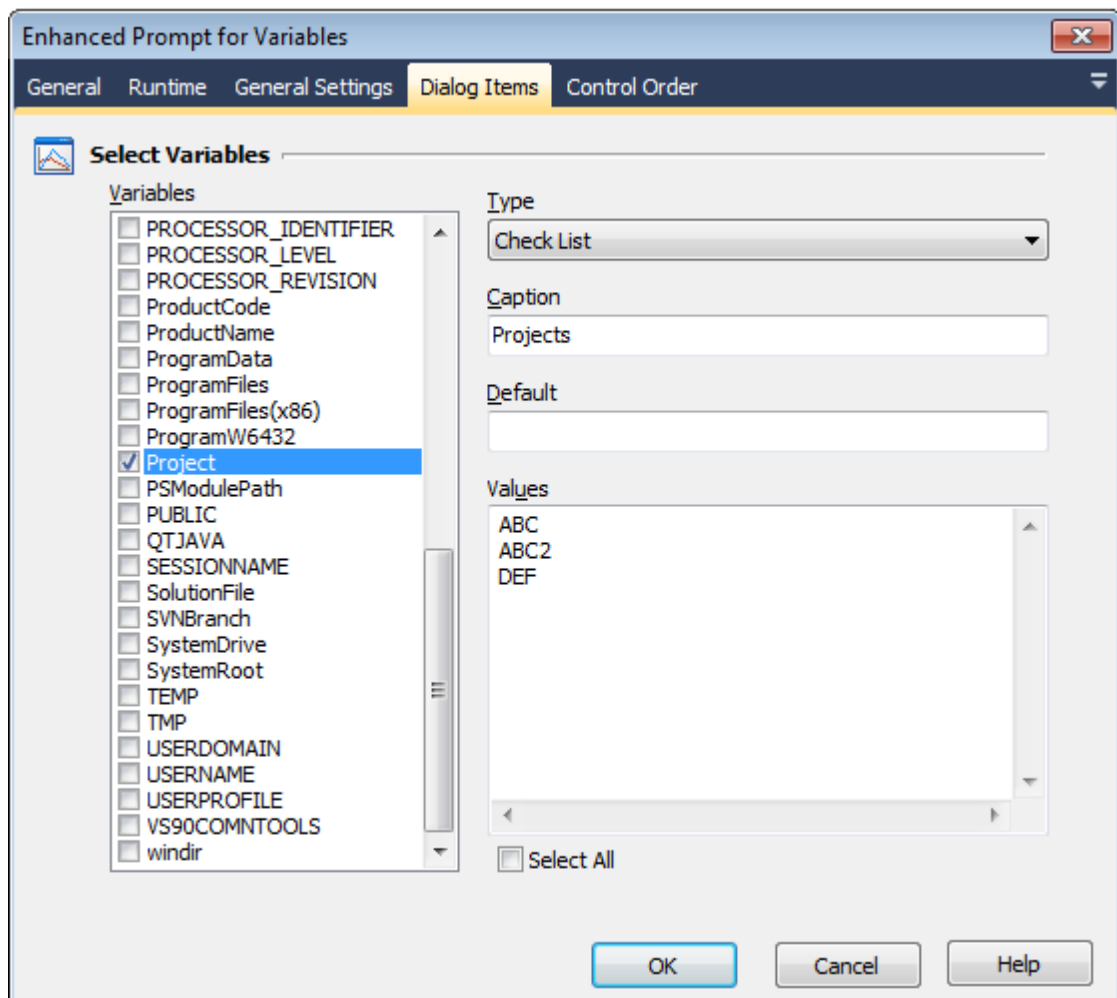 Enhanced Prompt for Variables
General Runtime General Settings Dialog Items Control Order
Select Variables
Variables
PROCESSOR_IDENTIFIER
PROCESSOR_LEVEL
PROCESSOR_REVISION
ProductCode
ProductName
ProgramData
ProgramFiles
ProgramFiles(x86)
ProgramW6432
Project
PSModulePath
PUBLIC
QTJAVA
SESSIONNAME
SolutionFile
SVNBranch
SystemDrive
SystemRoot
TEMP
TMP
USERDOMAIN
USERNAME
USERPROFILE
VS90COMNTOOLS
windir
Type
Check List
Caption
Projects
Default
Values
ABC
ABC2
DEF
Select All
OK Cancel Help